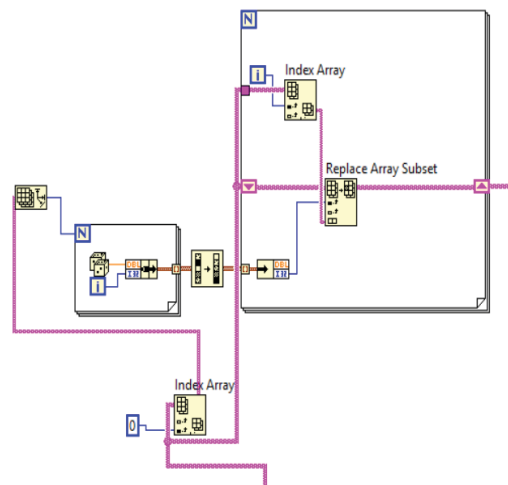 N
i
Index Array
Replace Array Subset
N
i
DBL
I32
DBL
I32
Index Array
0